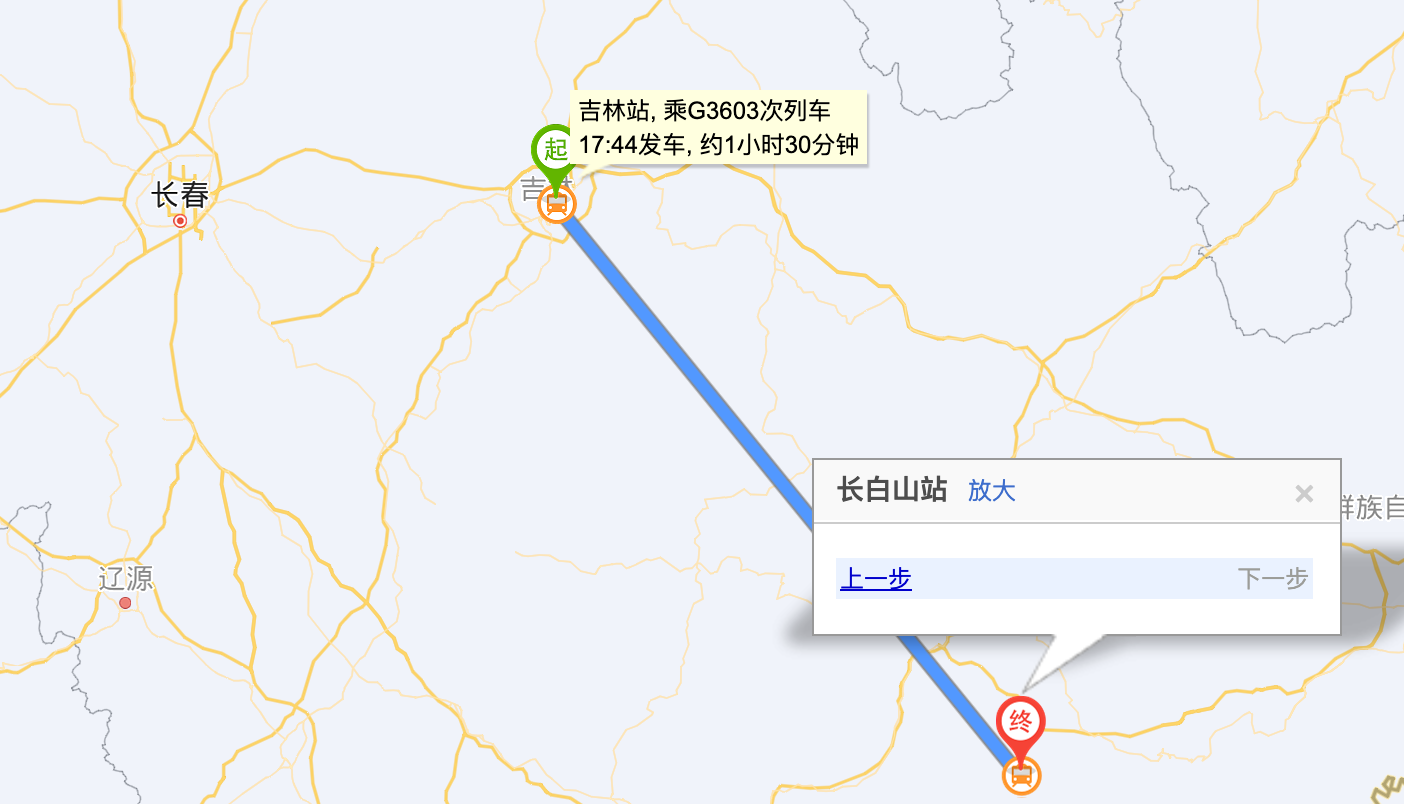 吉林站, 乘G3603次列车
17:44发车, 约1小时30分钟
起
长春
长白山站 放大
×
上一步 下一步
辽源
终